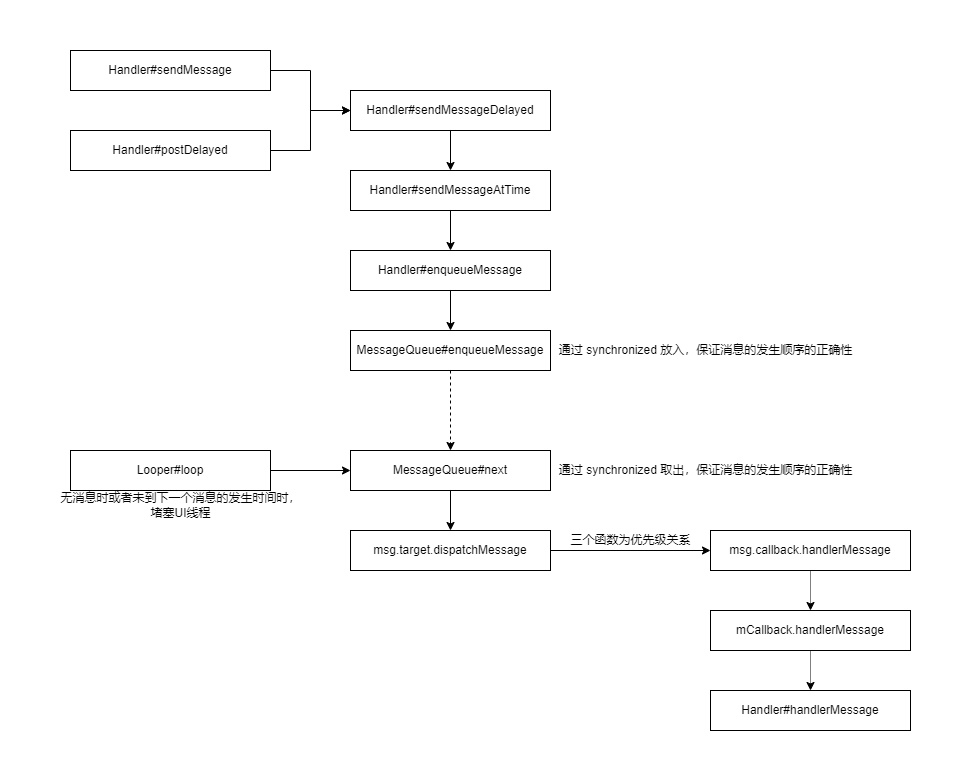 Handler#sendMessage
Handler#sendMessageDelayed
Handler#postDelayed
Handler#sendMessageAtTime
Handler#enqueueMessage
MessageQueue#enqueueMessage
通过 synchronized 放入，保证消息的发生顺序的正确性
Looper#loop
MessageQueue#next
通过 synchronized 取出，保证消息的发生顺序的正确性
无消息时或者未到下一个消息的发生时间时，
堵塞UI线程
msg.target.dispatchMessage
三个函数为优先级关系
msg.callback.handlerMessage
mCallback.handlerMessage
Handler#handlerMessage